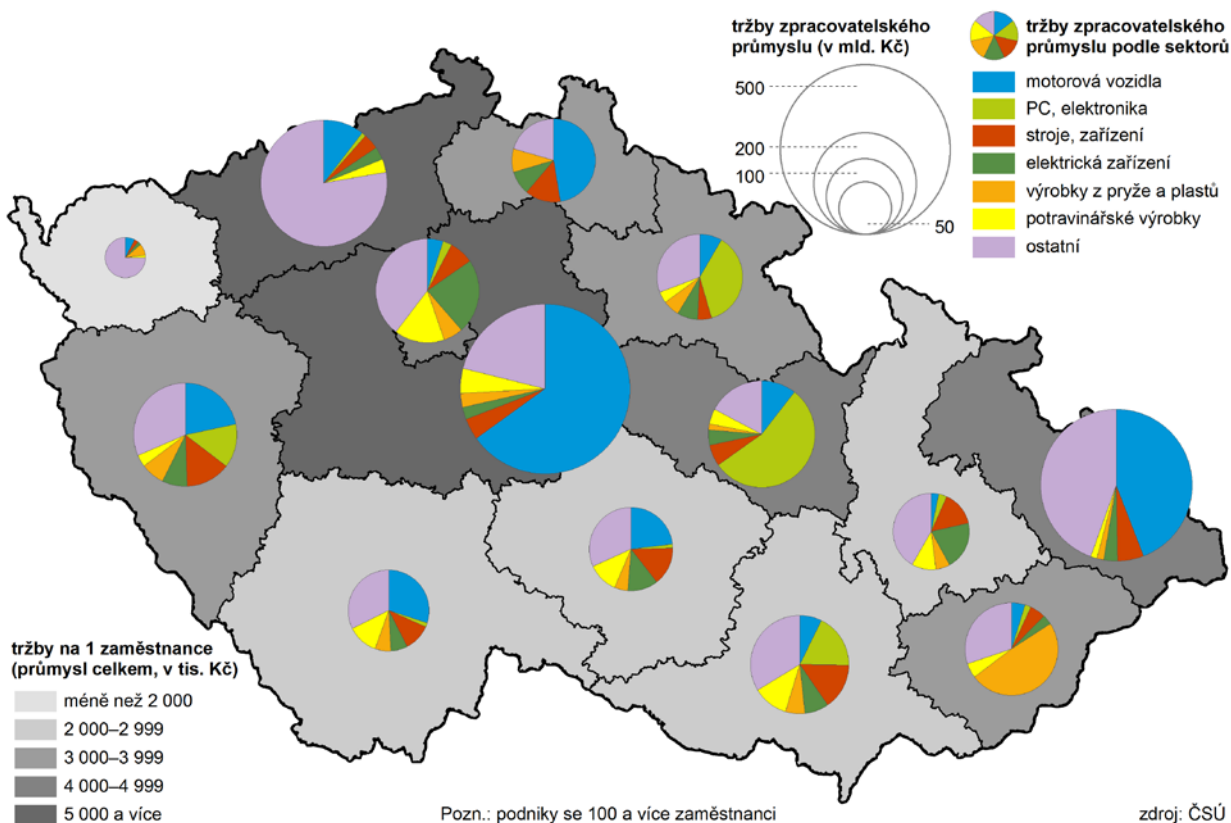 tržby zpracovatelského
průmyslu (v mld. Kč)
500
200
100
50
tržby zpracovatelského
průmyslu podle sektorů
motorová vozidla
PC, elektronika
stroje, zařízení
elektrická zařízení
výrobky z pryže a plastů
potravinářské výrobky
ostatní
tržby na 1 zaměstnance
(průmysl celkem, v tis. Kč)
méně než 2 000
2 000–2 999
3 000–3 999
4 000–4 999
5 000 a více
Pozn.: podniky se 100 a více zaměstnanci
zdroj: ČSÚ